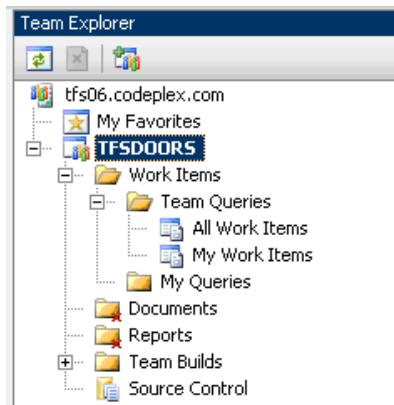 Team Explorer
tfs06.codeplex.com
My Favorites
TFSDOORS
Work Items
Team Queries
All Work Items
My Work Items
My Queries
Documents
Reports
Team Builds
Source Control